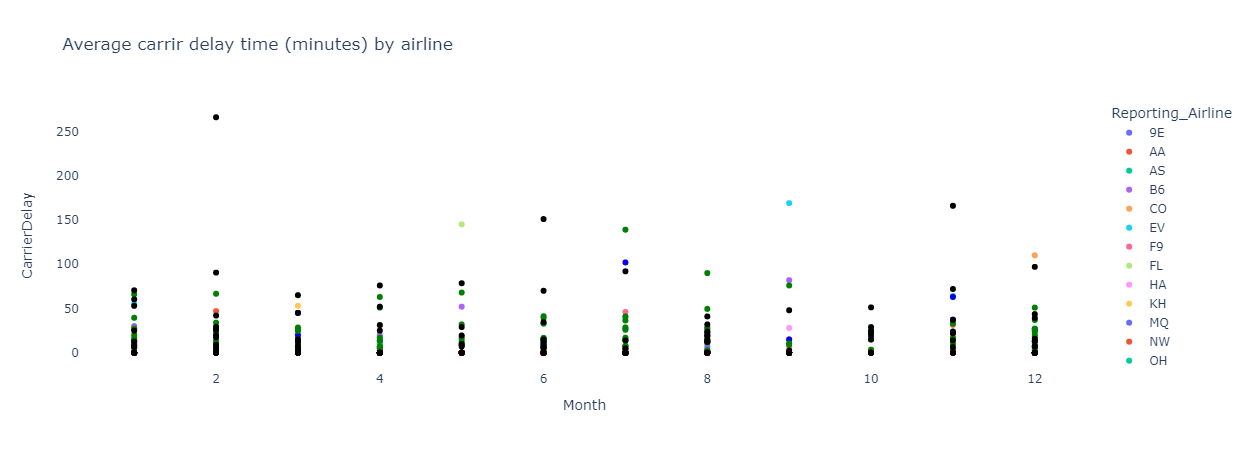 Average carrir delay time (minutes) by airline
250
200
150
100
50
0
CarrierDelay
2
4
6
8
10
12
Month
Reporting_Airline
9E
AA
AS
B6
CO
EV
F9
FL
HA
KH
MQ
NW
OH